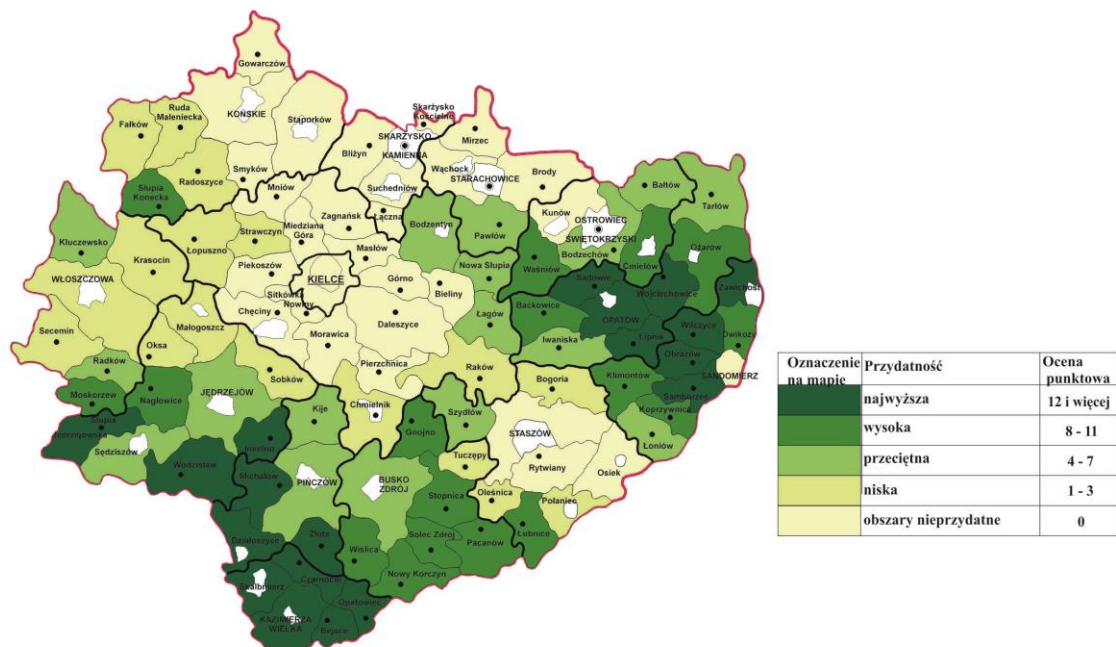 Gowarczów
Ruda
Maleniecka
Fałków
KOŃSKIE
Stąporków
Skarżysko
Kościelne
SKARŻYSKO
KAMIENNA
Mirzec
Bliżyn
Wąchock
STARACHOWICE
Smyków
Radoszyce
Suchedniów
Brody
Bałtów
Słupia
Konecka
Mniów
Kunów
OSTROWIEC
ŚWIĘTOKRZYSKI
Tarłów
Łączna
Zagnańsk
Bodzentyn
Miedziana
Góra
Strawczyn
Pawłów
Bodzechów
Ćmielów
Ożarów
Kluczewsko
Łopuszno
Masłów
Krasocin
Piekoszów
KIELCE
Górno
Nowa Słupia
Waśniów
Sadowie
Wojciechowice
Zawichost
WŁOSZCZOWA
Bieliny
Sitkówka
Nowiny
Chęciny
Daleszyce
Łagów
Baćkowice
OPATÓW
Małogoszcz
Secemin
Oksa
Morawica
Iwaniska
Lipnik
Wilczyce
Dwikozy
Obrazów
SANDOMIERZ
Radków
Pierzchnica
Raków
Sobków
Bogoria
Klimontów
Samborzec
Moskorzew
Nagłowice
JĘDRZEJÓW
Chmielnik
Koprzywnica
Kije
Szydłów
Słupia
Jędrzejowska
Sędziszów
Imielno
Gnojno
STASZÓW
Łoniów
Wodzisław
Michałów
Tuczępy
Rytwiany
Osiek
PIŃCZÓW
BUSKO
ZDRÓJ
Stopnica
Oleśnica
Połaniec
Działoszyce
Złota
Solec Zdrój
Pacanów
Łubnice
Wiślica
Czarnocin
Nowy Korczyn
Skalbmierz
Opatowiec
KAZIMIERZA
WIELKA
Bejsce
Oznaczenie
na mapie
Przydatność
Ocena
punktowa
najwyższa
12 i więcej
wysoka
8 - 11
przeciętna
4 - 7
niska
1 - 3
obszary nieprzydatne
0